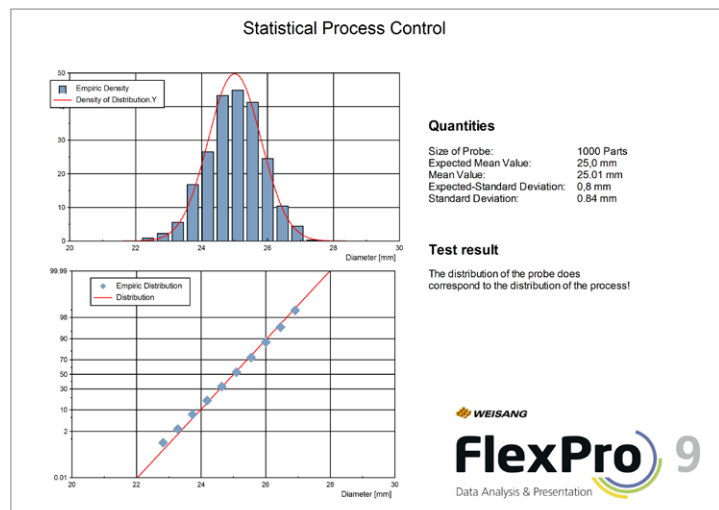 Statistical Process Control
50
Empiric Density
Density of Distribution.Y
40
30
20
10
0
20 22 24 26 28 30
Diameter [mm]
99.99
Empiric Distribution
Distribution
98
90
70
50
30
10
2
0.01
20 22 24 26 28 30
Diameter [mm]
Quantities
Size of Probe: 1000 Parts
Expected Mean Value: 25,0 mm
Mean Value: 25.01 mm
Expected-Standard Deviation: 0,8 mm
Standard Deviation: 0.84 mm
Test result
The distribution of the probe does
correspond to the distribution of the process!
WEISANG
FlexPro 9
Data Analysis & Presentation